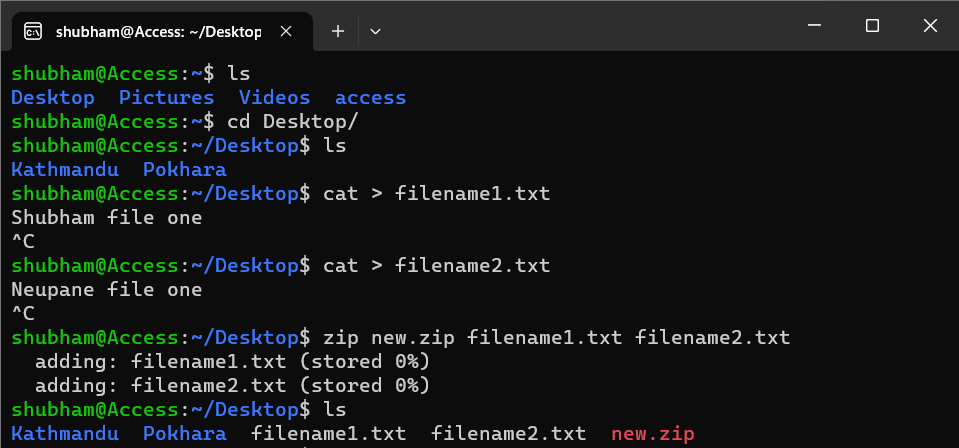 shubham@Access: ~/Desktop
shubham@Access:~$ ls
Desktop  Pictures  Videos  access
shubham@Access:~$ cd Desktop/
shubham@Access:~/Desktop$ ls
Kathmandu  Pokhara
shubham@Access:~/Desktop$ cat > filename1.txt
Shubham file one
^C
shubham@Access:~/Desktop$ cat > filename2.txt
Neupane file one
^C
shubham@Access:~/Desktop$ zip new.zip filename1.txt filename2.txt
  adding: filename1.txt (stored 0%)
  adding: filename2.txt (stored 0%)
shubham@Access:~/Desktop$ ls
Kathmandu  Pokhara  filename1.txt  filename2.txt  new.zip